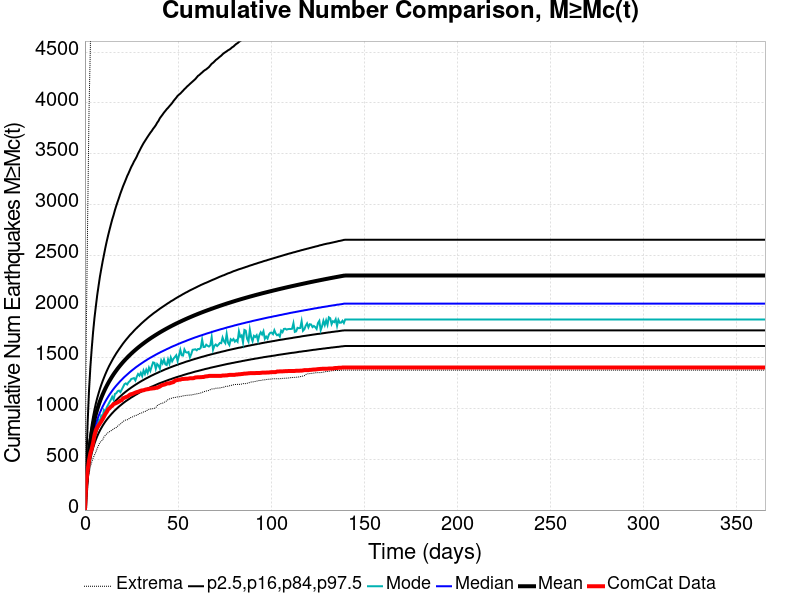 Cumulative Number Comparison, M≥Mc(t)
Cumulative Num Earthquakes M≥Mc(t)
4500
4000
3500
3000
2500
2000
1500
1000
500
0
0 50 100 150 200 250 300 350
Time (days)
Extrema p2.5,p16,p84,p97.5 Mode Median Mean ComCat Data